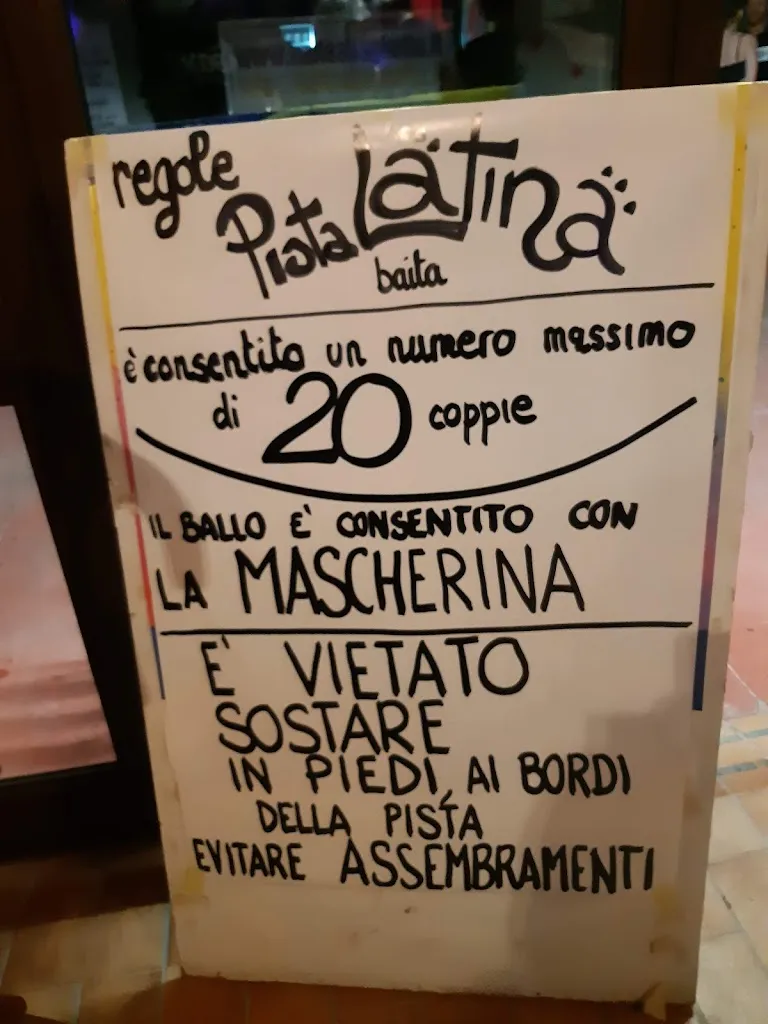 regole
Pista LATina
baita
è consentito un numero massimo
di 20 coppie
IL BALLO E' CONSENTITO CON
LA MASCHERINA
E' VIETATO
SOSTARE
IN PIEDI, AI BORDI
DELLA PISTA
EVITARE ASSEMBRAMENTI